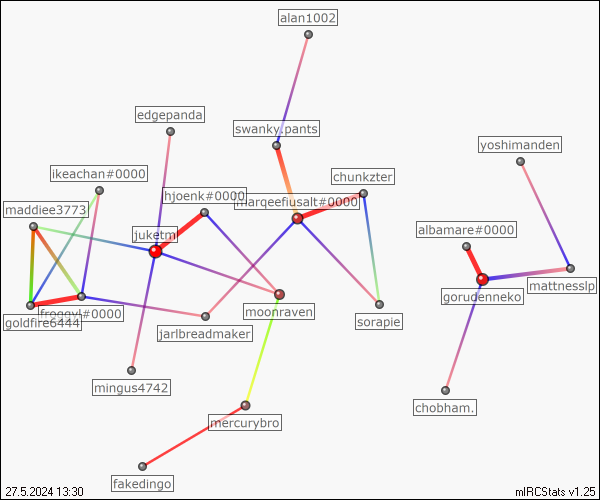 alan1002
edgepanda
swanky.pants
yoshimanden
ikeachan#0000
chunkzter
hjoenk#0000
marqeefiusalt#0000
maddiee3773
juketm
albamare#0000
mattnesslp
gorudenneko
froggyl#0000
moonraven
goldfire6444
sorapie
jarlbreadmaker
mingus4742
chobham.
mercurybro
fakedingo
27.5.2024 13:30
mIRCStats v1.25